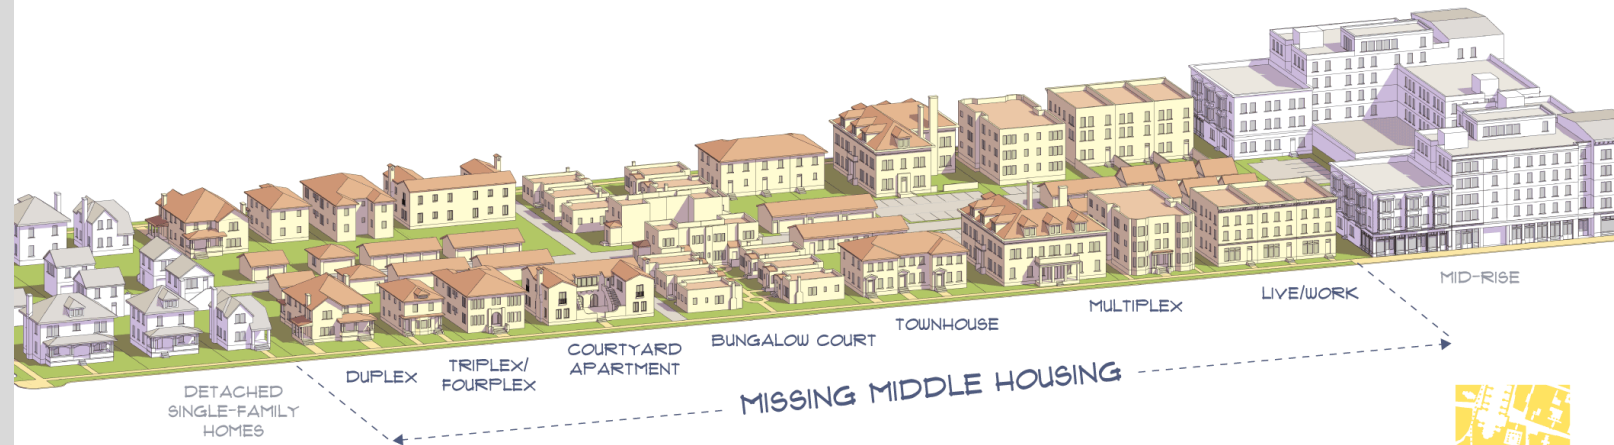 DETACHED
SINGLE-FAMILY
HOMES
DUPLEX
TRIPLEX/
FOURPLEX
COURTYARD
APARTMENT
BUNGALOW COURT
TOWNHOUSE
MULTIPLEX
LIVE/WORK
MID-RISE
MISSING MIDDLE HOUSING